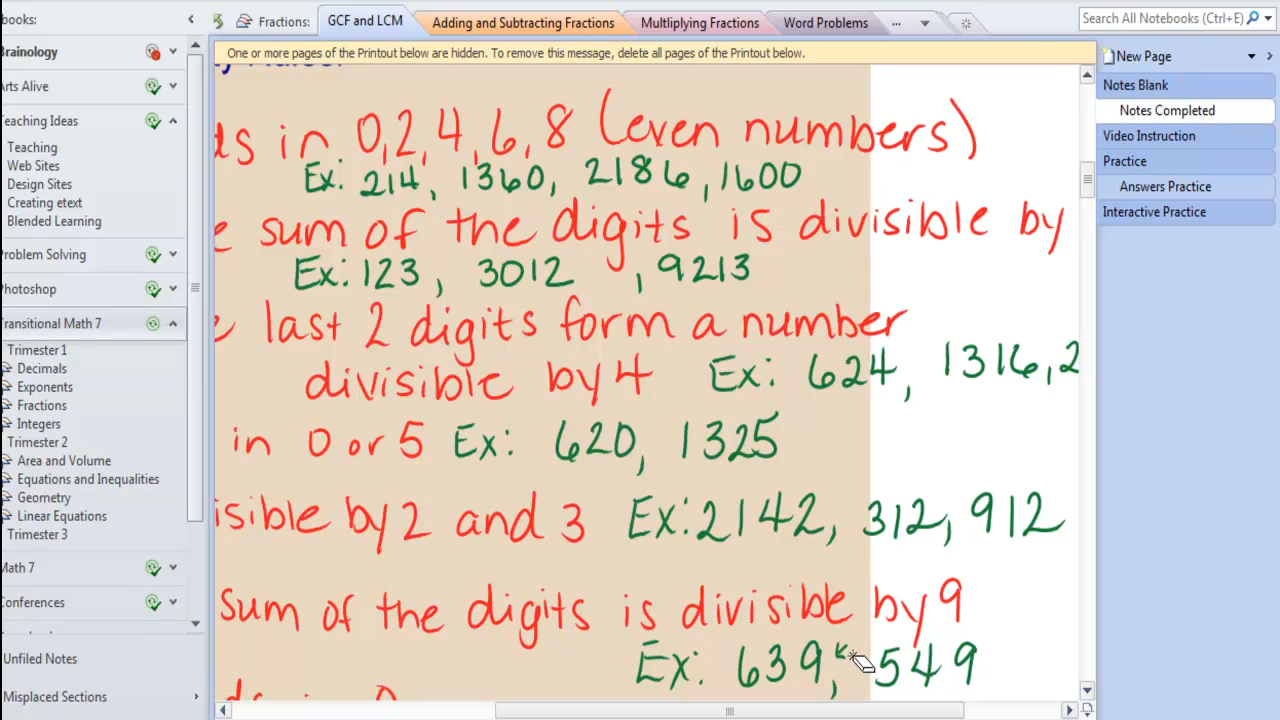 books:
Fractions:
GCF and LCM
Adding and Subtracting Fractions
Multliplying Fractions
Word Problems
...
Search All Notebooks (Ctrl+E)
One or more pages of the Printout below are hidden. To remove this message, delete all pages of the Printout below.
Brainology
Arts Alive
Teaching Ideas
Teaching
Web Sites
Design Sites
Creating etext
Blended Learning
Problem Solving
Photoshop
Transitional Math 7
Trimester 1
Decimals
Exponents
Fractions
Integers
Trimester 2
Area and Volume
Equations and Inequalities
Geometry
Linear Equations
Trimester 3
Math 7
Conferences
Unfiled Notes
Misplaced Sections
ds in 0,2,4,6,8 (even numbers)
Ex: 214, 1360, 2186, 1600
e sum of the digits is divisible by
Ex: 123, 3012, 9213
e last 2 digits form a number
divisible by 4 Ex: 624, 1316, 2
in 0 or 5 Ex: 620, 1325
isible by 2 and 3 Ex: 2142, 312, 912
sum of the digits is divisible by 9
Ex: 639, 549
New Page
Notes Blank
Notes Completed
Video Instruction
Practice
Answers Practice
Interactive Practice